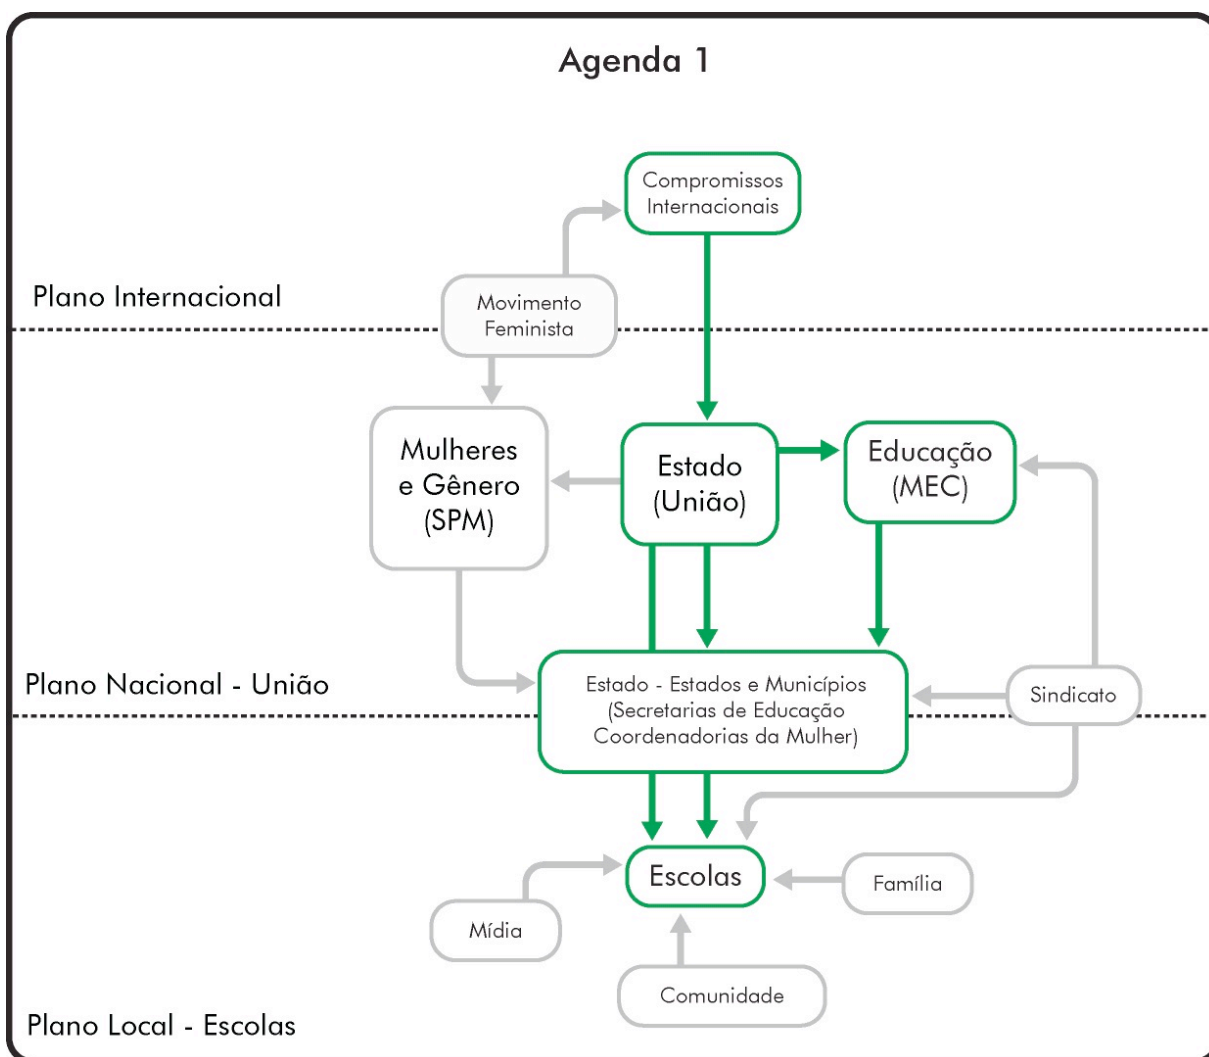 Agenda 1
Compromissos
Internacionais
Plano Internacional
Movimento
Feminista
Mulheres
e Gênero
(SPM)
Estado
(União)
Educação
(MEC)
Plano Nacional - União
Estado - Estados e Municípios
(Secretarias de Educação
Coordenadorias da Mulher)
Sindicato
Escolas
Família
Mídia
Comunidade
Plano Local - Escolas